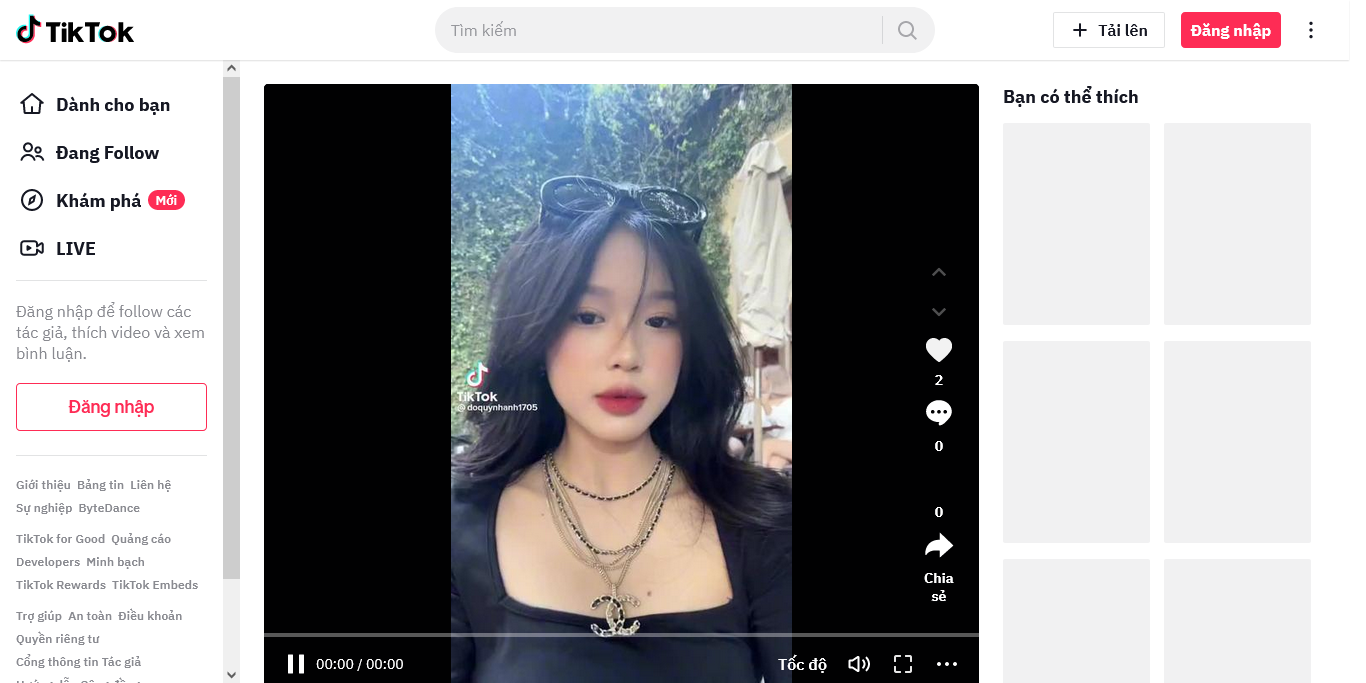 TikTok
Tìm kiếm
Tải lên
Đăng nhập
Dành cho bạn
Đang Follow
Khám phá Mới
LIVE
Đăng nhập để follow các
tác giả, thích video và xem
bình luận.
Đăng nhập
Giới thiệu Bảng tin Liên hệ
Sự nghiệp ByteDance
TikTok for Good Quảng cáo
Developers Minh bạch
TikTok Rewards TikTok Embeds
Trợ giúp An toàn Điều khoản
Quyền riêng tư
Cổng thông tin Tác giả
TikTok
@doquynhanh1705
2
0
0
Chia
sẻ
00:00 / 00:00
Tốc độ
Bạn có thể thích